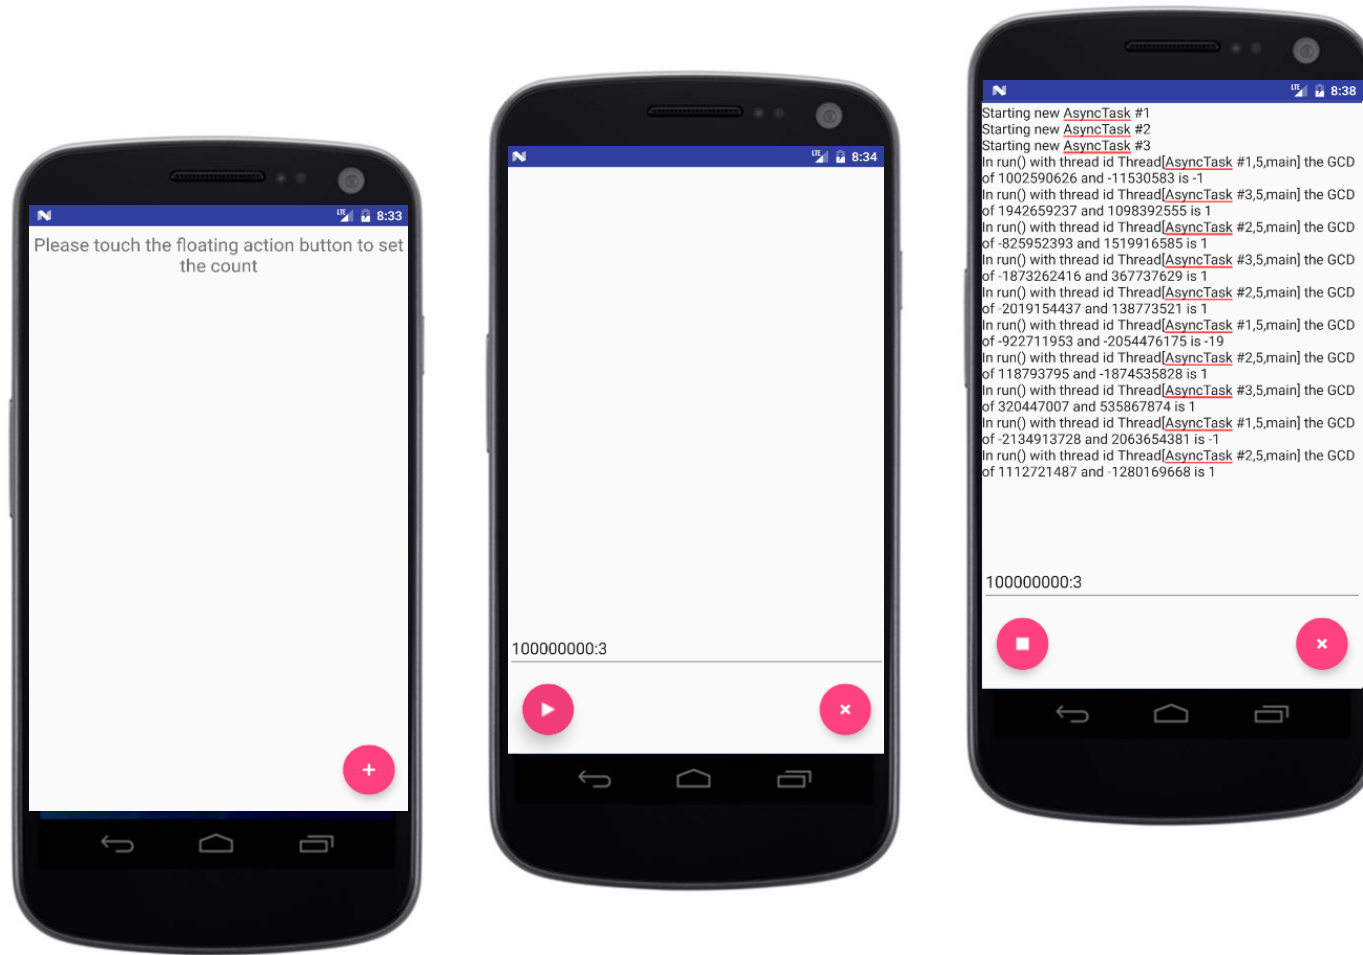 LTE 8:33
Please touch the floating action button to set
the count
LTE 8:34
100000000:3
LTE 8:38
Starting new AsyncTask #1
Starting new AsyncTask #2
Starting new AsyncTask #3
In run() with thread id Thread[AsyncTask #1,5,main] the GCD
of 1002590626 and -11530583 is -1
In run() with thread id Thread[AsyncTask #3,5,main] the GCD
of 1942659237 and 1098392555 is 1
In run() with thread id Thread[AsyncTask #2,5,main] the GCD
of -825952393 and 1519916585 is 1
In run() with thread id Thread[AsyncTask #3,5,main] the GCD
of -1873262416 and 367737629 is 1
In run() with thread id Thread[AsyncTask #2,5,main] the GCD
of -2019154437 and 138773521 is 1
In run() with thread id Thread[AsyncTask #1,5,main] the GCD
of -922711953 and -2054476175 is -19
In run() with thread id Thread[AsyncTask #2,5,main] the GCD
of 118793795 and -1874535828 is 1
In run() with thread id Thread[AsyncTask #3,5,main] the GCD
of 320447007 and 535867874 is 1
In run() with thread id Thread[AsyncTask #1,5,main] the GCD
of -2134913728 and 2063654381 is -1
In run() with thread id Thread[AsyncTask #2,5,main] the GCD
of 1112721487 and -1280169668 is 1
100000000:3